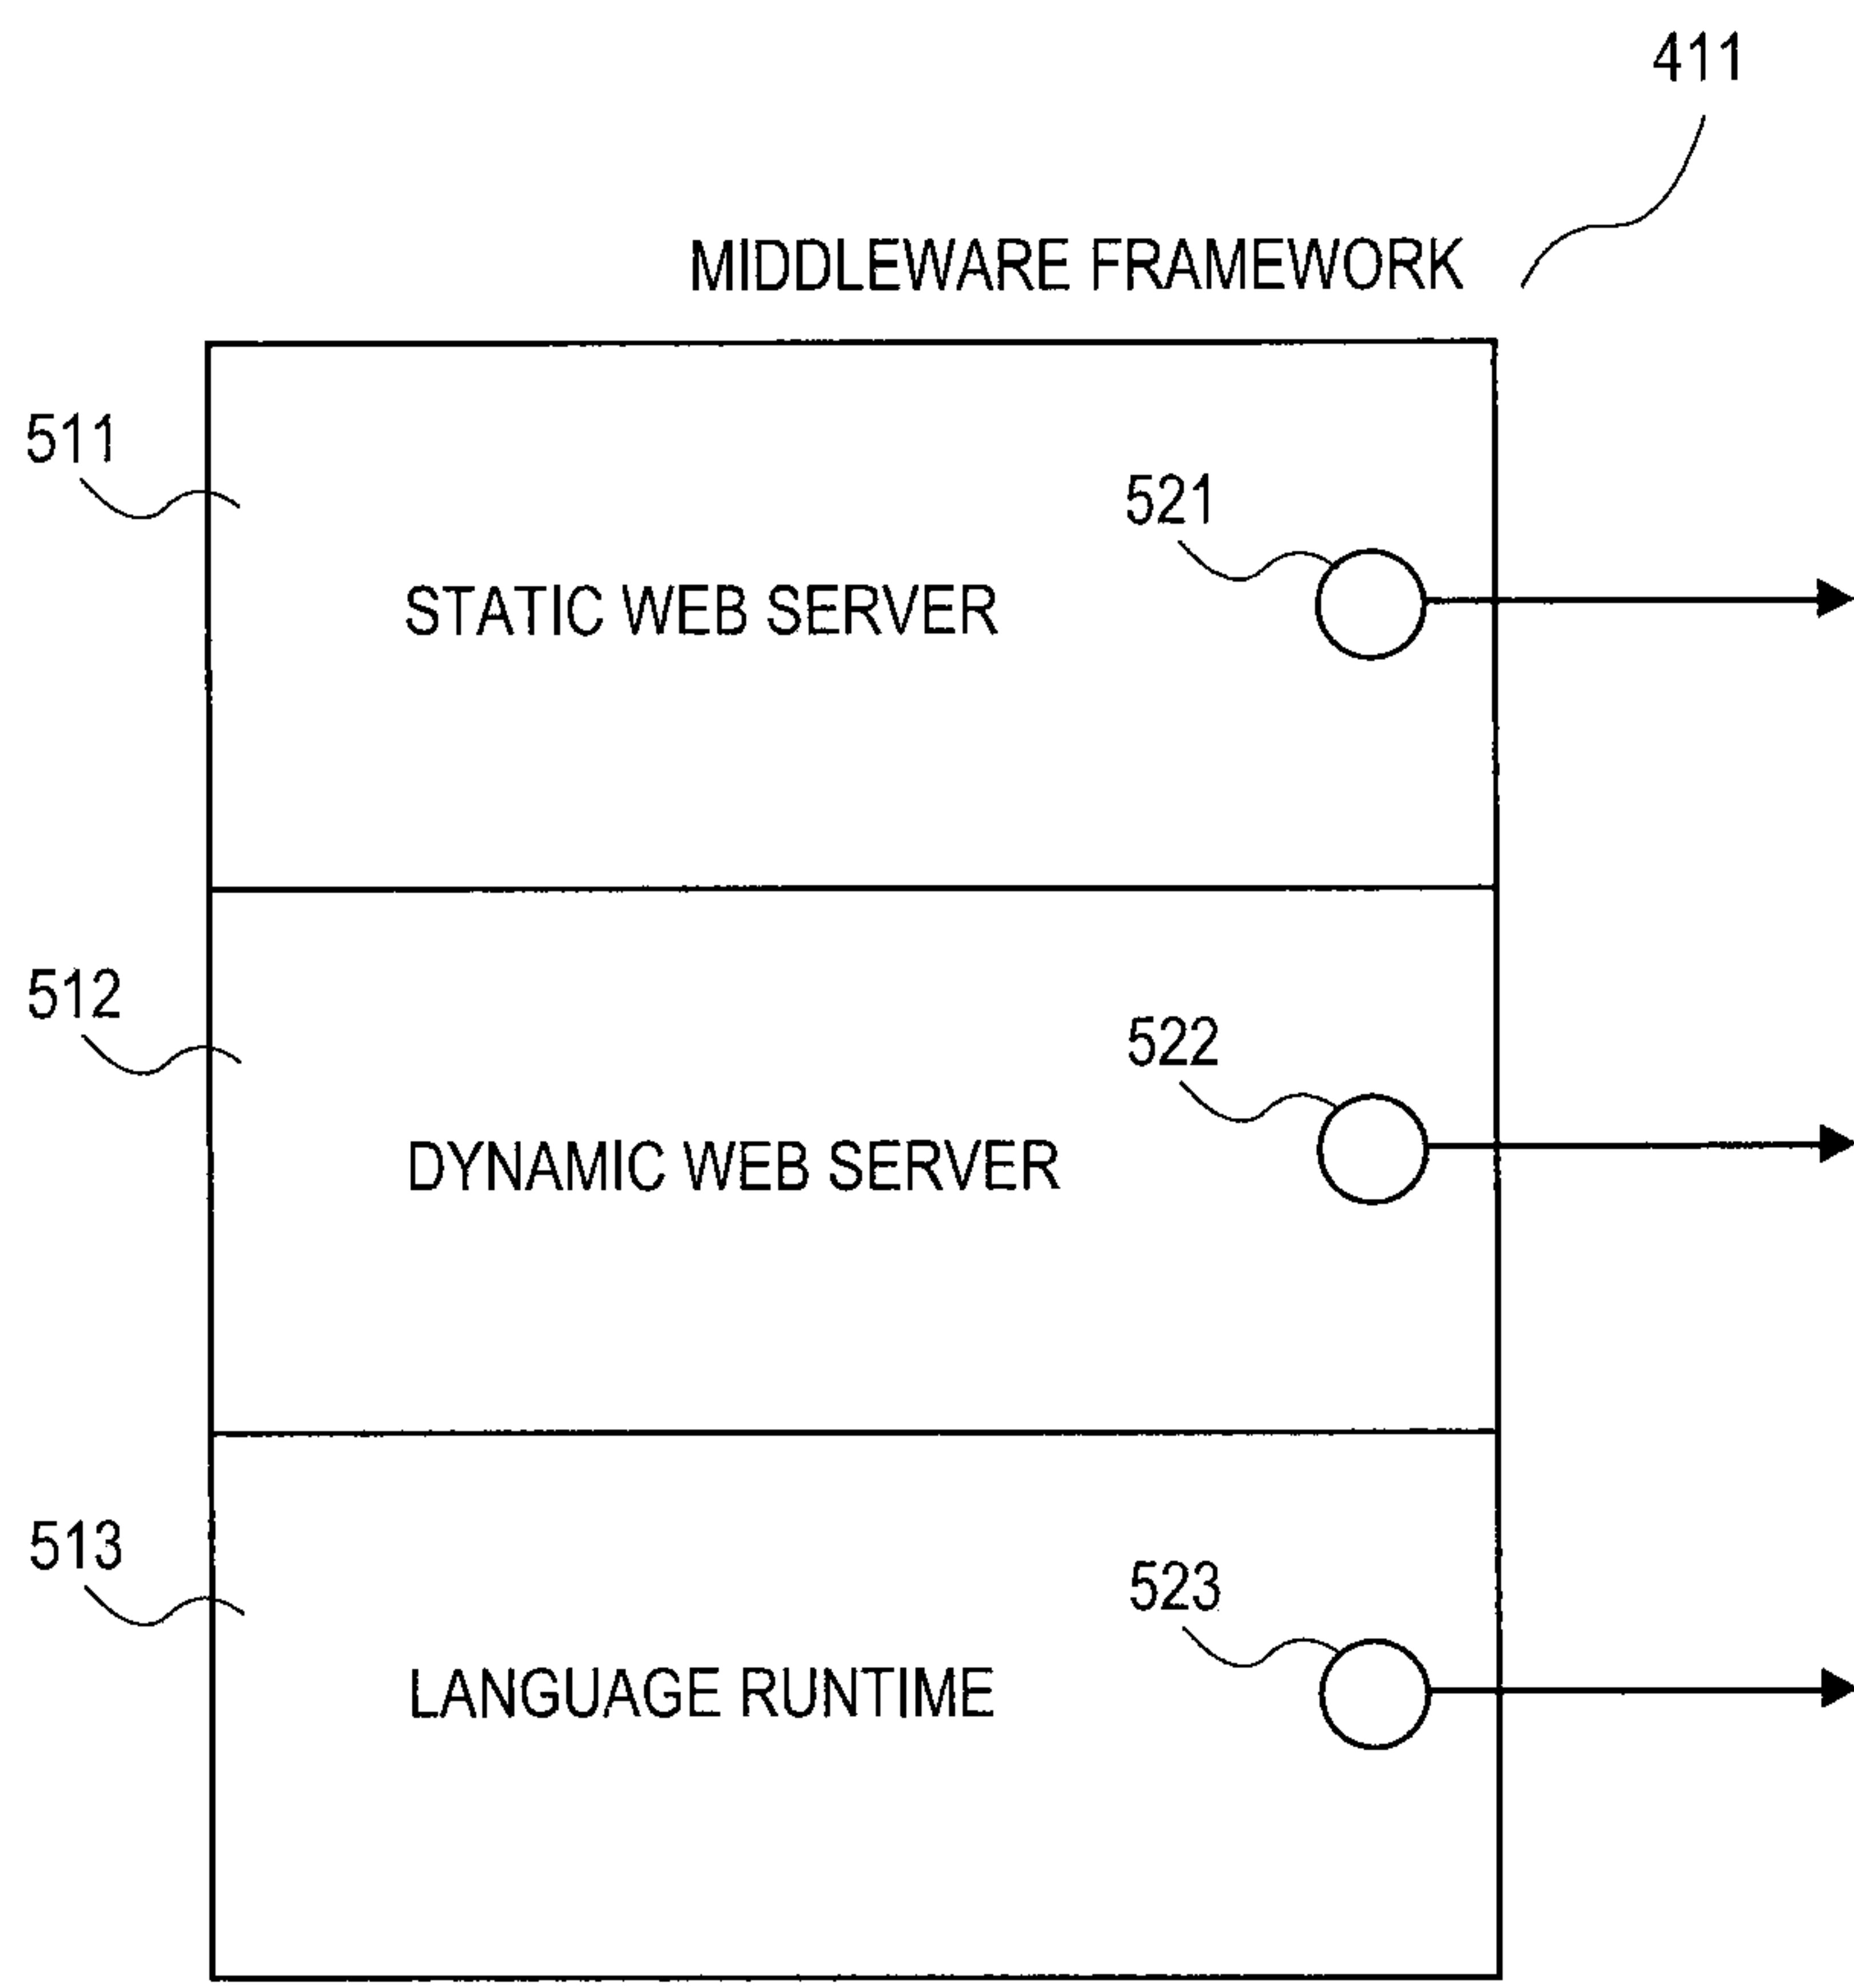 411
MIDDLEWARE FRAMEWORK
511
521
STATIC WEB SERVER
512
522
DYNAMIC WEB SERVER
513
523
LANGUAGE RUNTIME